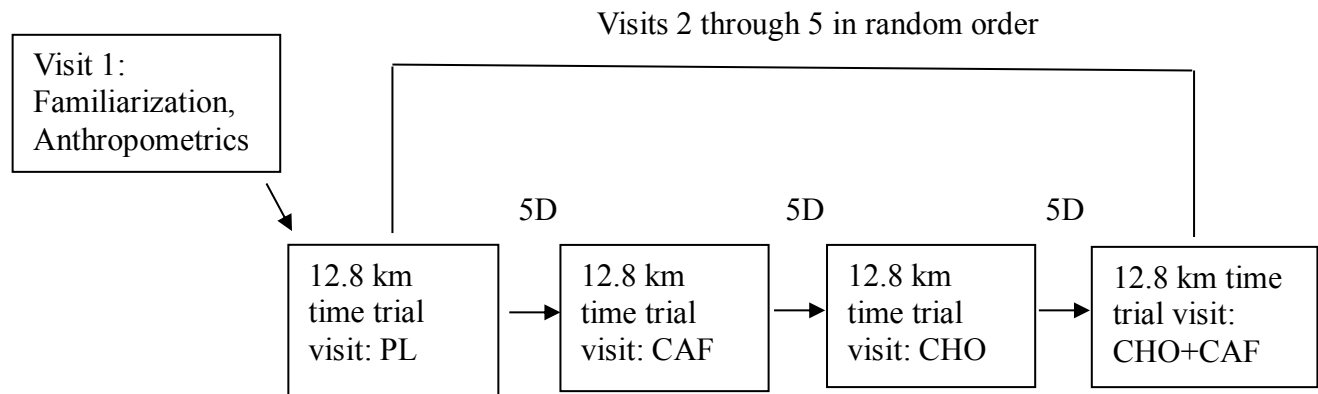 Visits 2 through 5 in random order
Visit 1:
Familiarization,
Anthropometrics
5D
5D
5D
12.8 km
time trial
visit: PL
12.8 km
time trial
visit: CAF
12.8 km
time trial
visit: CHO
12.8 km time
trial visit:
CHO+CAF